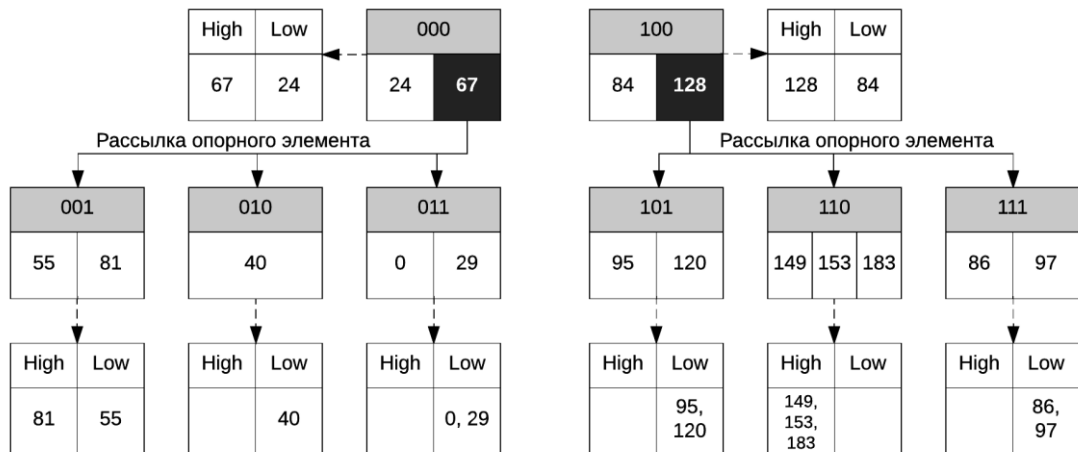 High Low 000 100 High Low
67 24 24 67 84 128 128 84
Рассылка опорного элемента Рассылка опорного элемента
001 010 011 101 110 111
55 81 40 0 29 95 120 149 153 183 86 97
High Low High Low High Low High Low High Low High Low
81 55 40 0, 29 95, 120 149, 153, 183 86, 97